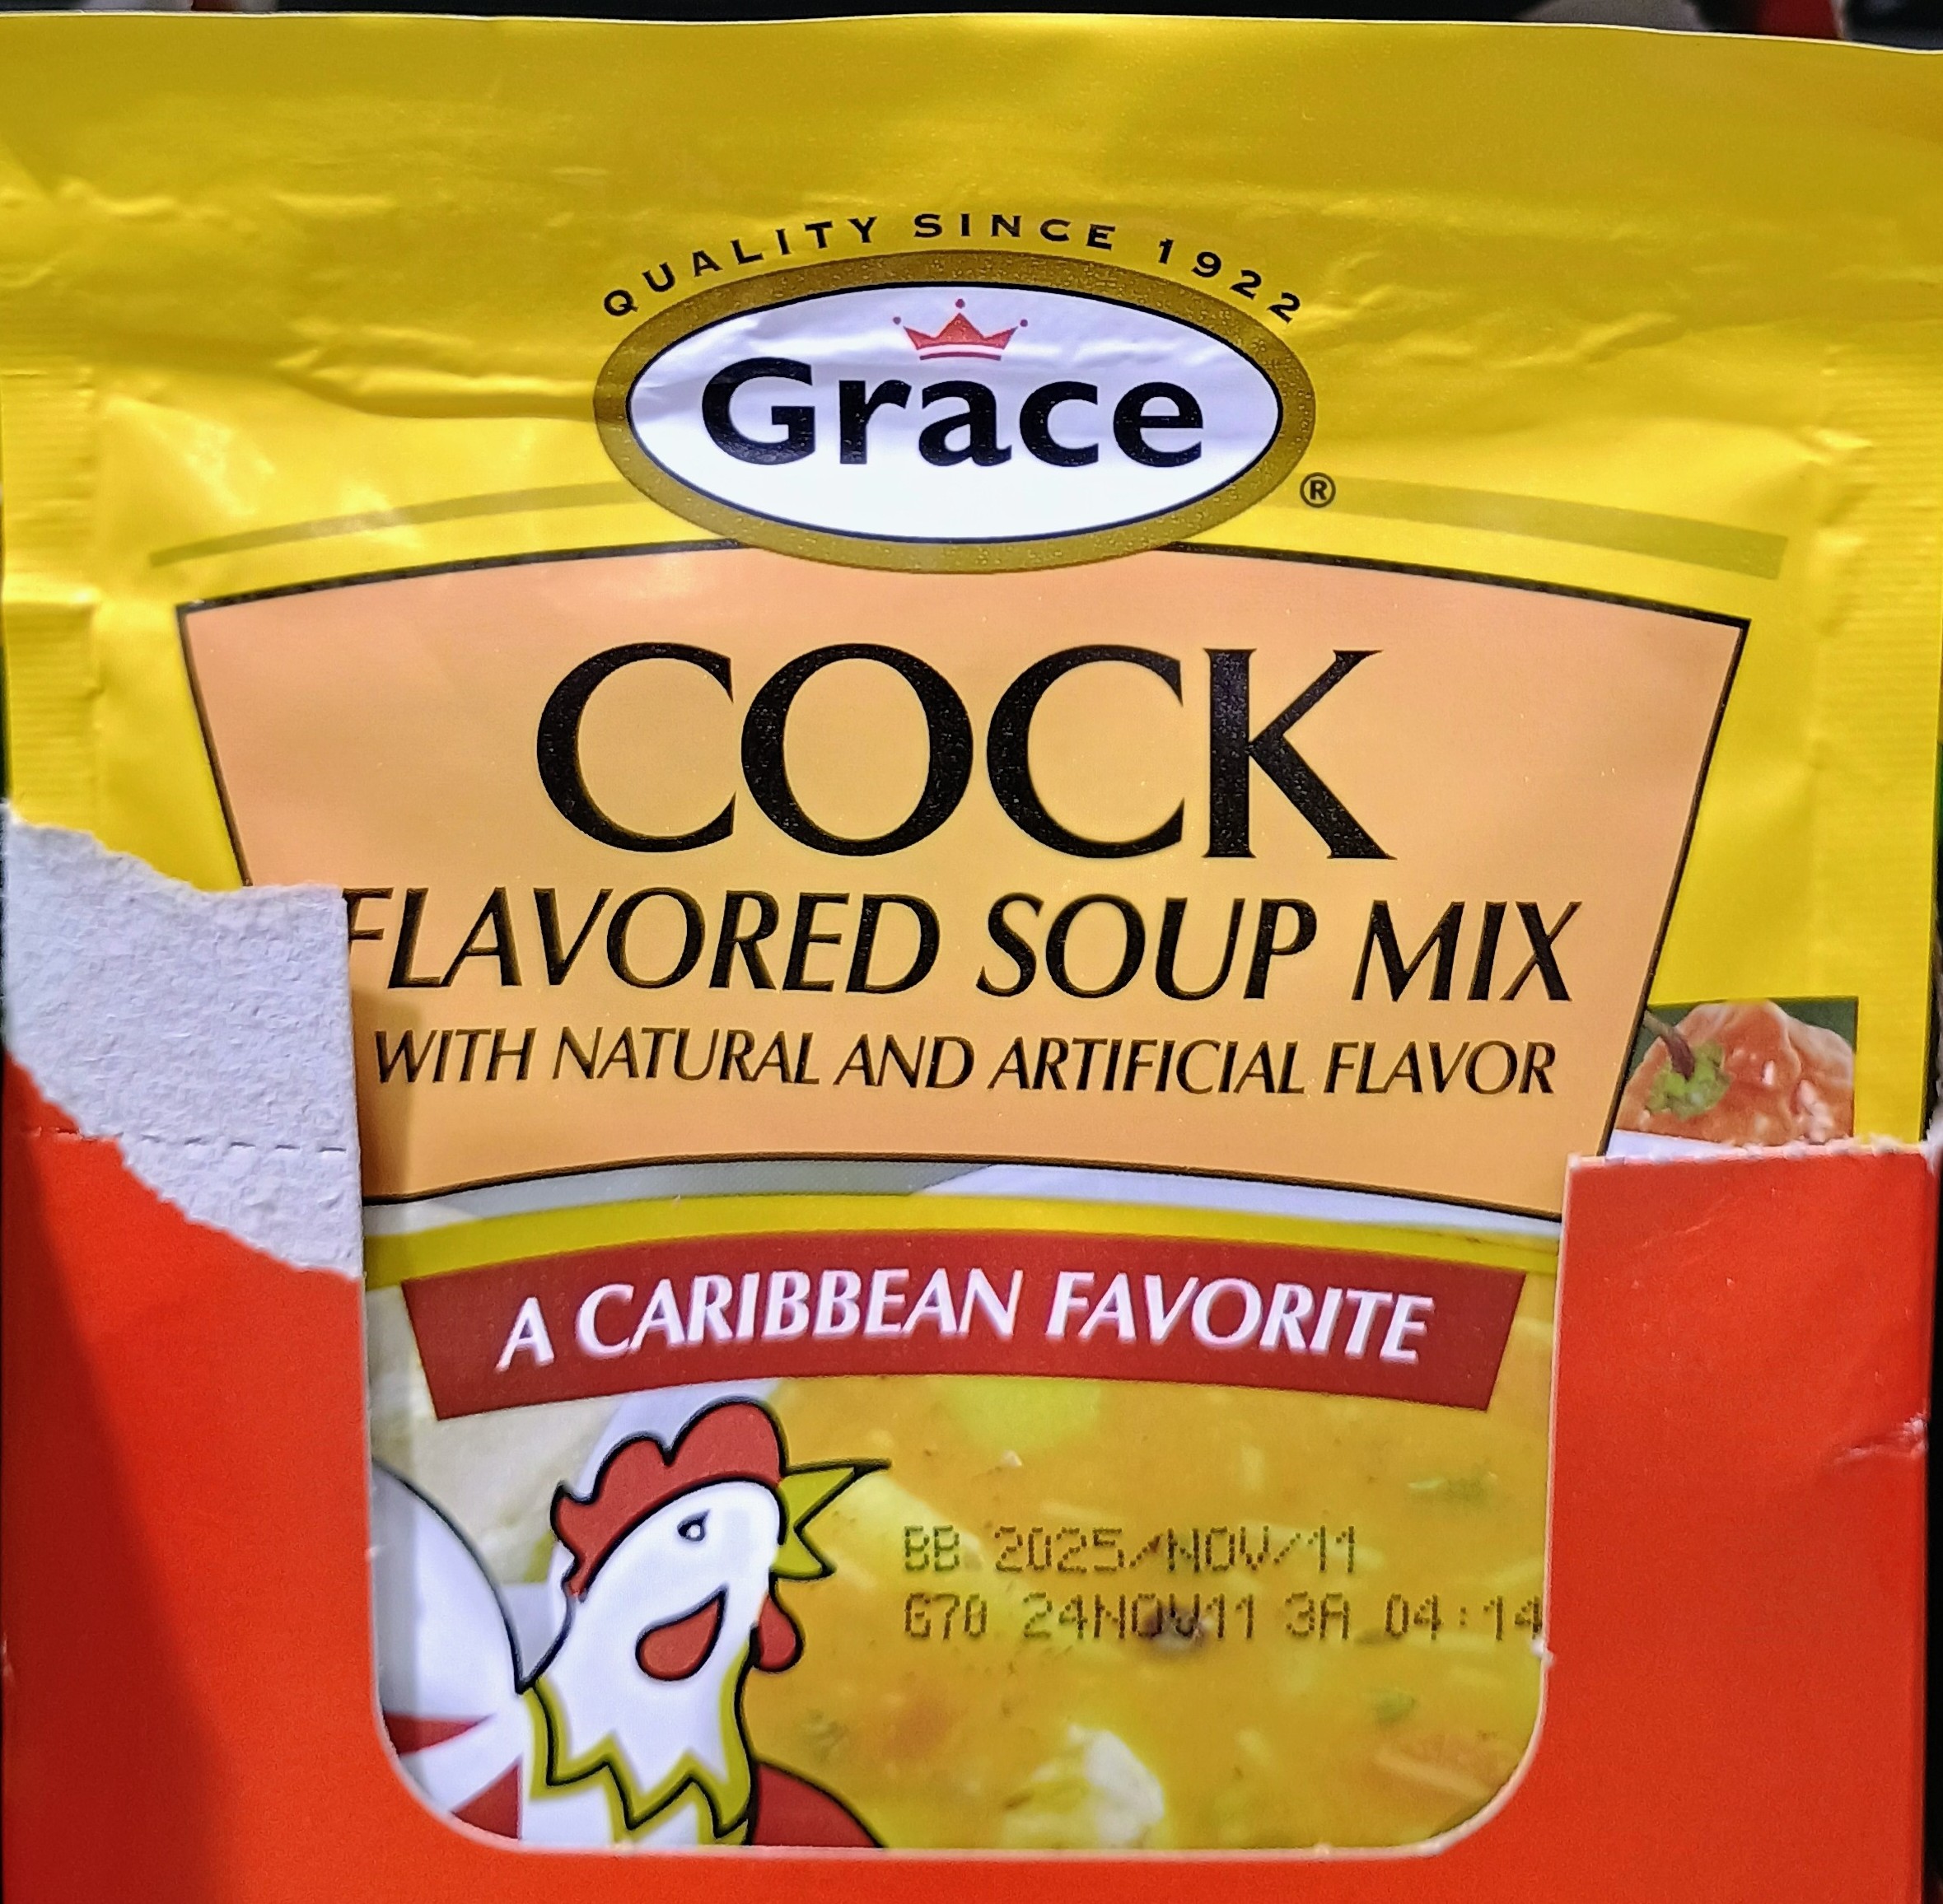 QUALITY SINCE 1922
Grace
®
COCK
FLAVORED SOUP MIX
WITH NATURAL AND ARTIFICIAL FLAVOR
A CARIBBEAN FAVORITE
BB 2025/NOV/11
G70 24NOV11 3A 04:14